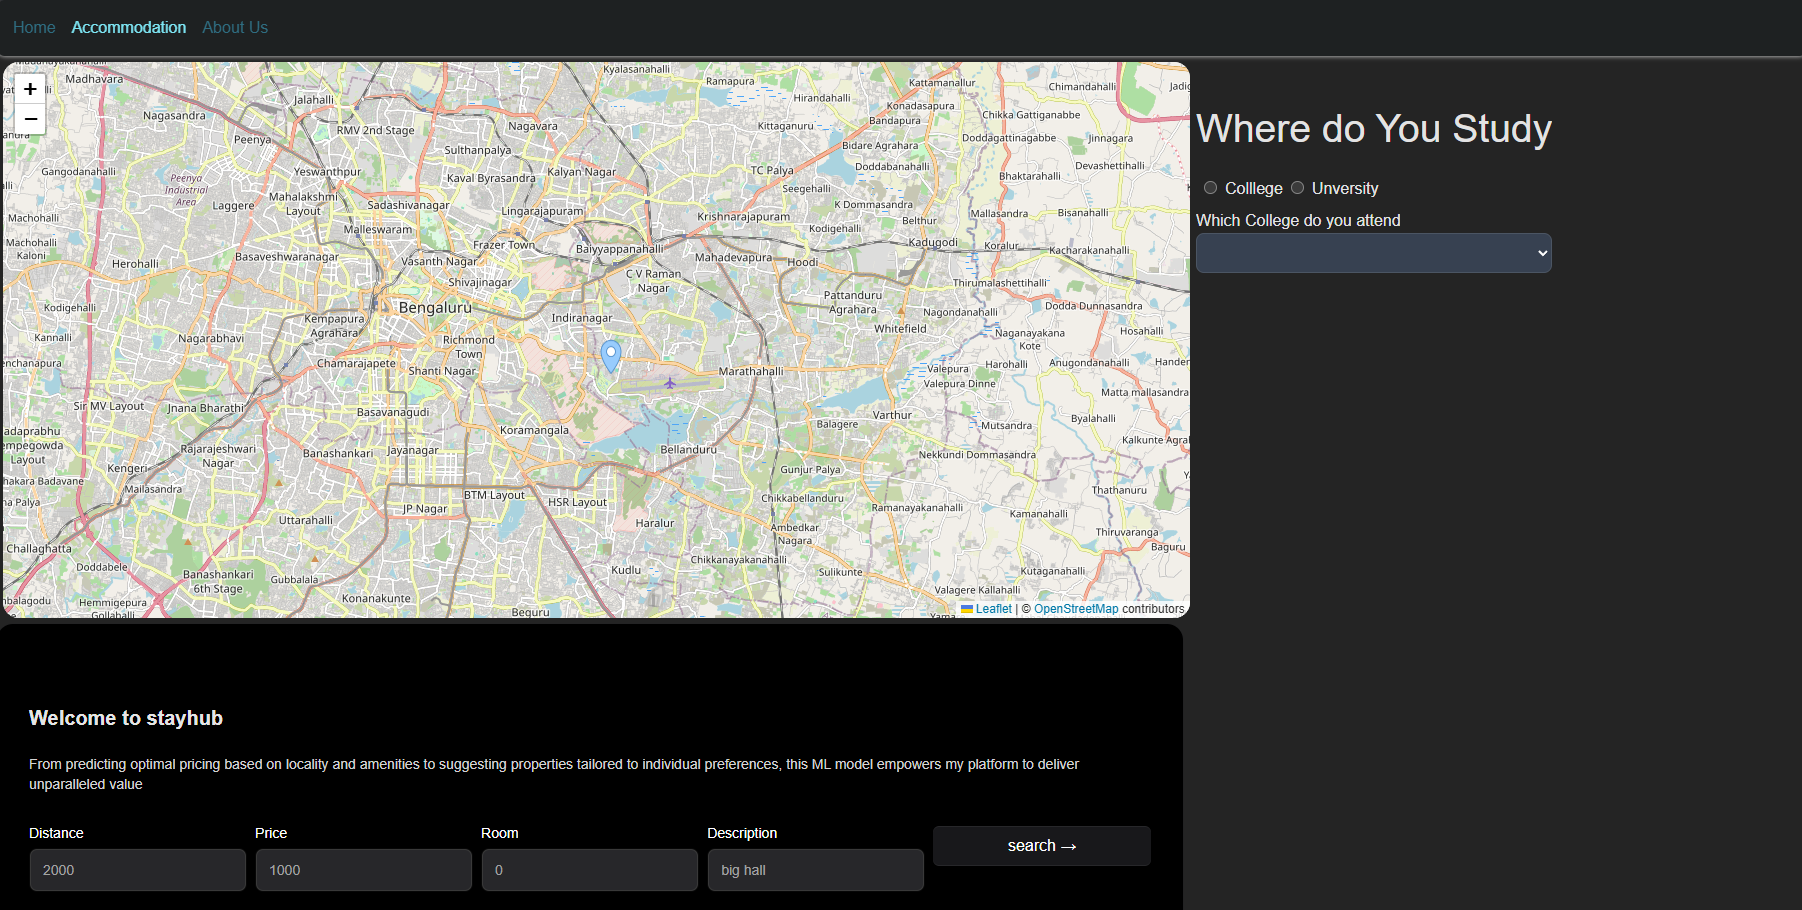 Home Accommodation About Us
+
−
Madhavara
Nagasandra
Jalahalli
Peenya
RMV 2nd Stage
Nagavara
Kyalasanahalli
Ramapura
Hirandahalli
Kittaganuru
Kattamanallur
Konadasapura
Bandapura
Bidare Agrahara
Doddabanahalli
Chimandahalli
Chikka Gattiganabbe
Doddagattinagabbe
Jinnagara
Devashettihalli
Bhaktarahalli
Gangondanahalli
Peenya
Industrial
Area
Yeswanthpur
Mahalakshmi
Layout
Laggere
Sulthanpalya
Kaval Byrasandra
Kalyan Nagar
Sadashivanagar
Lingarajapuram
Malleswaram
TC Palya
Seegehalli
K Dommasandra
Krishnarajapuram
Kodigehalli
Belthur
Mallasandra
Bisanahalli
Machohalli
Machohalli
Kaloni
Herohalli
Basaveshwaranagar
Frazer Town
Vasanth Nagar
Shivajinagar
Baiyyappanahalli
C V Raman
Nagar
Mahadevapura
Hoodi
Kadugodi
Koralur
Kacharakanahalli
Thirumalashettihalli
Kodigehalli
Kannalli
Nagarabhavi
Kempapura
Agrahara
Bengaluru
Indiranagar
Pattanduru
Agrahara
Whitefield
Nagondanahalli
Dodda Dunnasandra
Naganayakana
Kote
Hosahalli
Chamarajapete
Richmond
Town
Shanti Nagar
Marathahalli
Harohalli
Anugondanahalli
Valepura
Valepura Dinne
Matta mallasandra
Sir MV Layout
Jnana Bharathi
Basavanagudi
Koramangala
Varthur
Balagere
Mutsandra
Byalahalli
Rajarajeshwari
Nagar
Kengeri
Banashankari
Jayanagar
Bellanduru
Gunjur Palya
Nekkundi Dommasandra
Mailasandra
BTM Layout
HSR Layout
JP Nagar
Chikkabellanduru
Ramanayakanahalli
Thathanuru
Kamanahalli
Uttarahalli
Haralur
Ambedkar
Nagara
Chikkanayakanahalli
Thiruvaranga
Baguru
Challaghatta
Doddabele
Banashankari
6th Stage
Gubbalala
Kudlu
Sulikunte
Kutaganahalli
Valagere Kallahalli
Hemmigepura
Gollahalli
Konanakunte
Beguru
Leaflet | © OpenStreetMap contributors
Where do You Study
Colllege Unversity
Which College do you attend
Welcome to stayhub
From predicting optimal pricing based on locality and amenities to suggesting properties tailored to individual preferences, this ML model empowers my platform to deliver
unparalleled value
Distance Price Room Description
search →
2000 1000 0 big hall